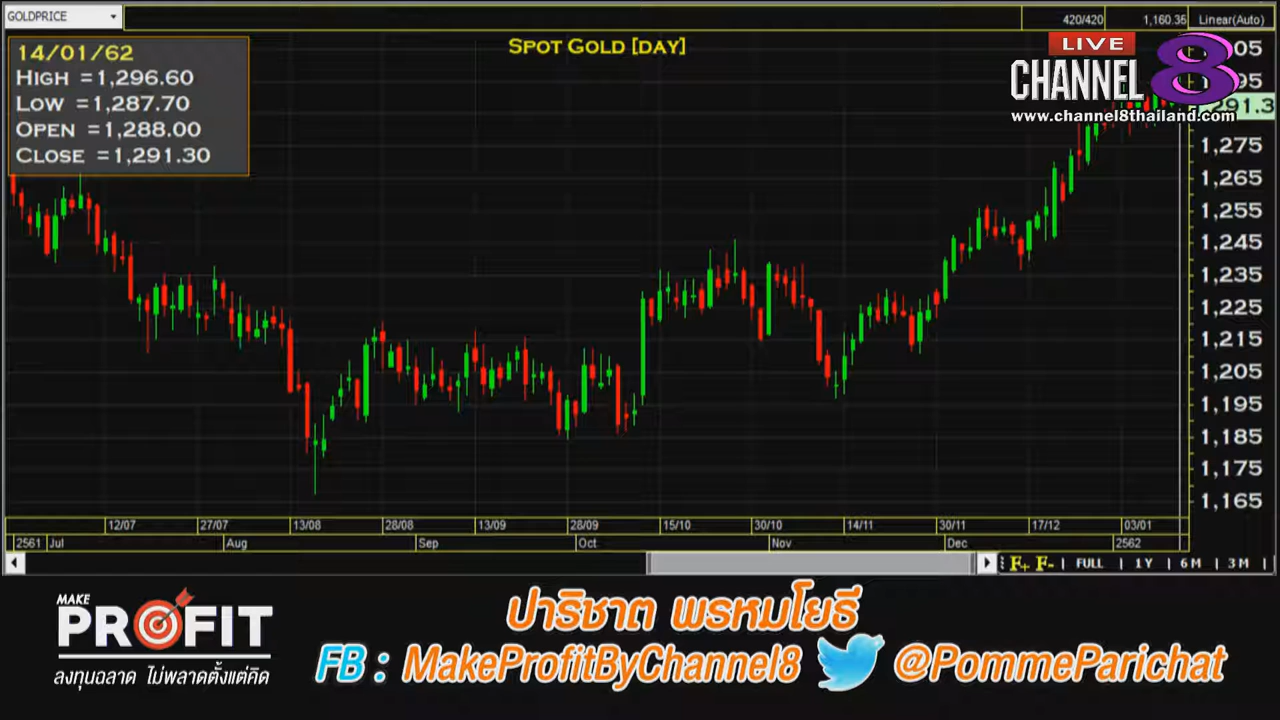 GOLDPRICE
420/420
1,160.35
Linear(Auto)
SPOT GOLD [DAY]
14/01/62
HIGH =1,296.60
LOW =1,287.70
OPEN =1,288.00
CLOSE =1,291.30
LIVE
CHANNEL 8
www.channel8thailand.com
1,275
1,265
1,255
1,245
1,235
1,225
1,215
1,205
1,195
1,185
1,175
1,165
12/07 27/07 13/08 28/08 13/09 28/09 15/10 30/10 14/11 30/11 17/12 03/01
2561 Jul Aug Sep Oct Nov Dec 2562
F+ F- | FULL | 1 Y | 6 M | 3 M |
MAKE
PROFIT
ลงทุนฉลาด ไม่พลาดตั้งแต่คิด
ปาริชาต พรหมโยธี
FB : MakeProfitByChannel8 @PommeParichat